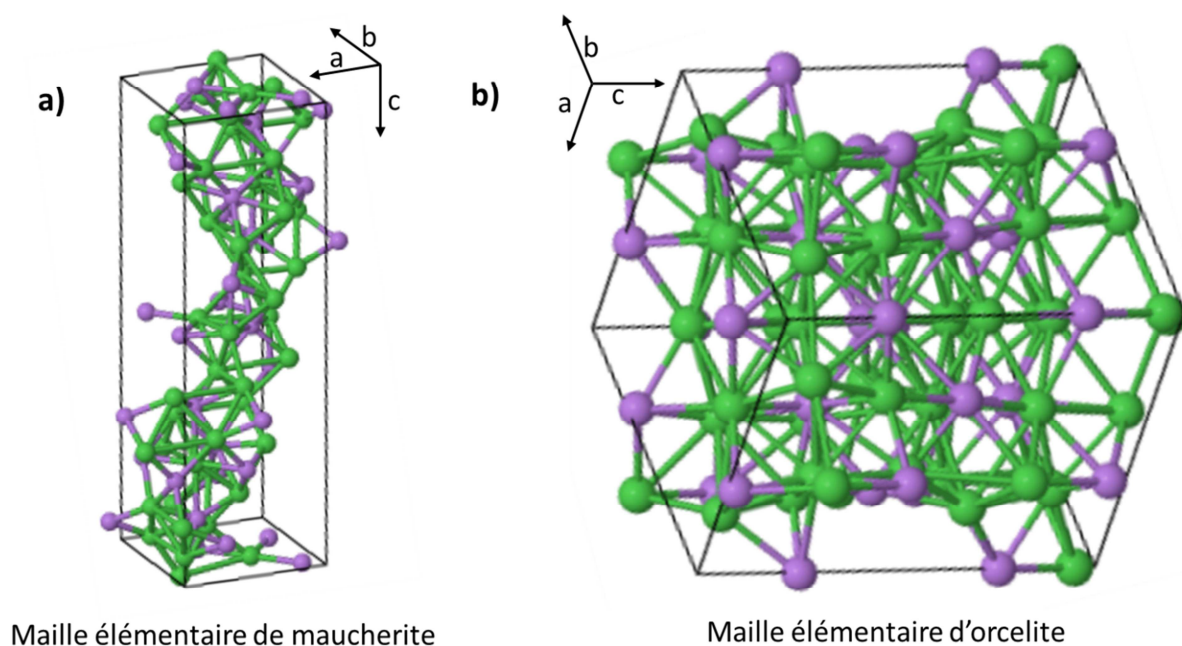 a)
b
a
c
b)
b
c
a
Maille élémentaire de maucherite
Maille élémentaire d’orcelite